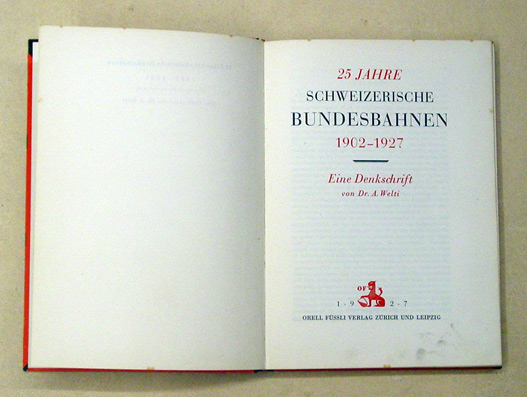 25 JAHRE
SCHWEIZERISCHE
BUNDESBAHNEN
1902-1927
Eine Denkschrift
von Dr. A. Welti
OF
1 - 9 2 - 7
ORELL FÜSSLI VERLAG ZÜRICH UND LEIPZIG